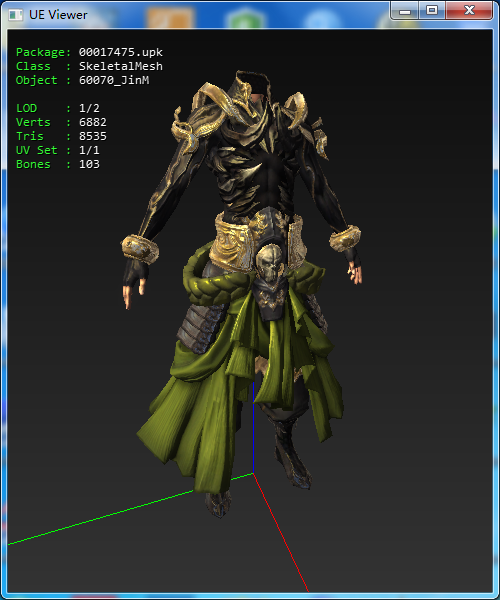 UE Viewer
Package: 00017475.upk
Class : SkeletalMesh
Object : 60070_JinM
LOD : 1/2
Verts : 6882
Tris : 8535
UV Set : 1/1
Bones : 103